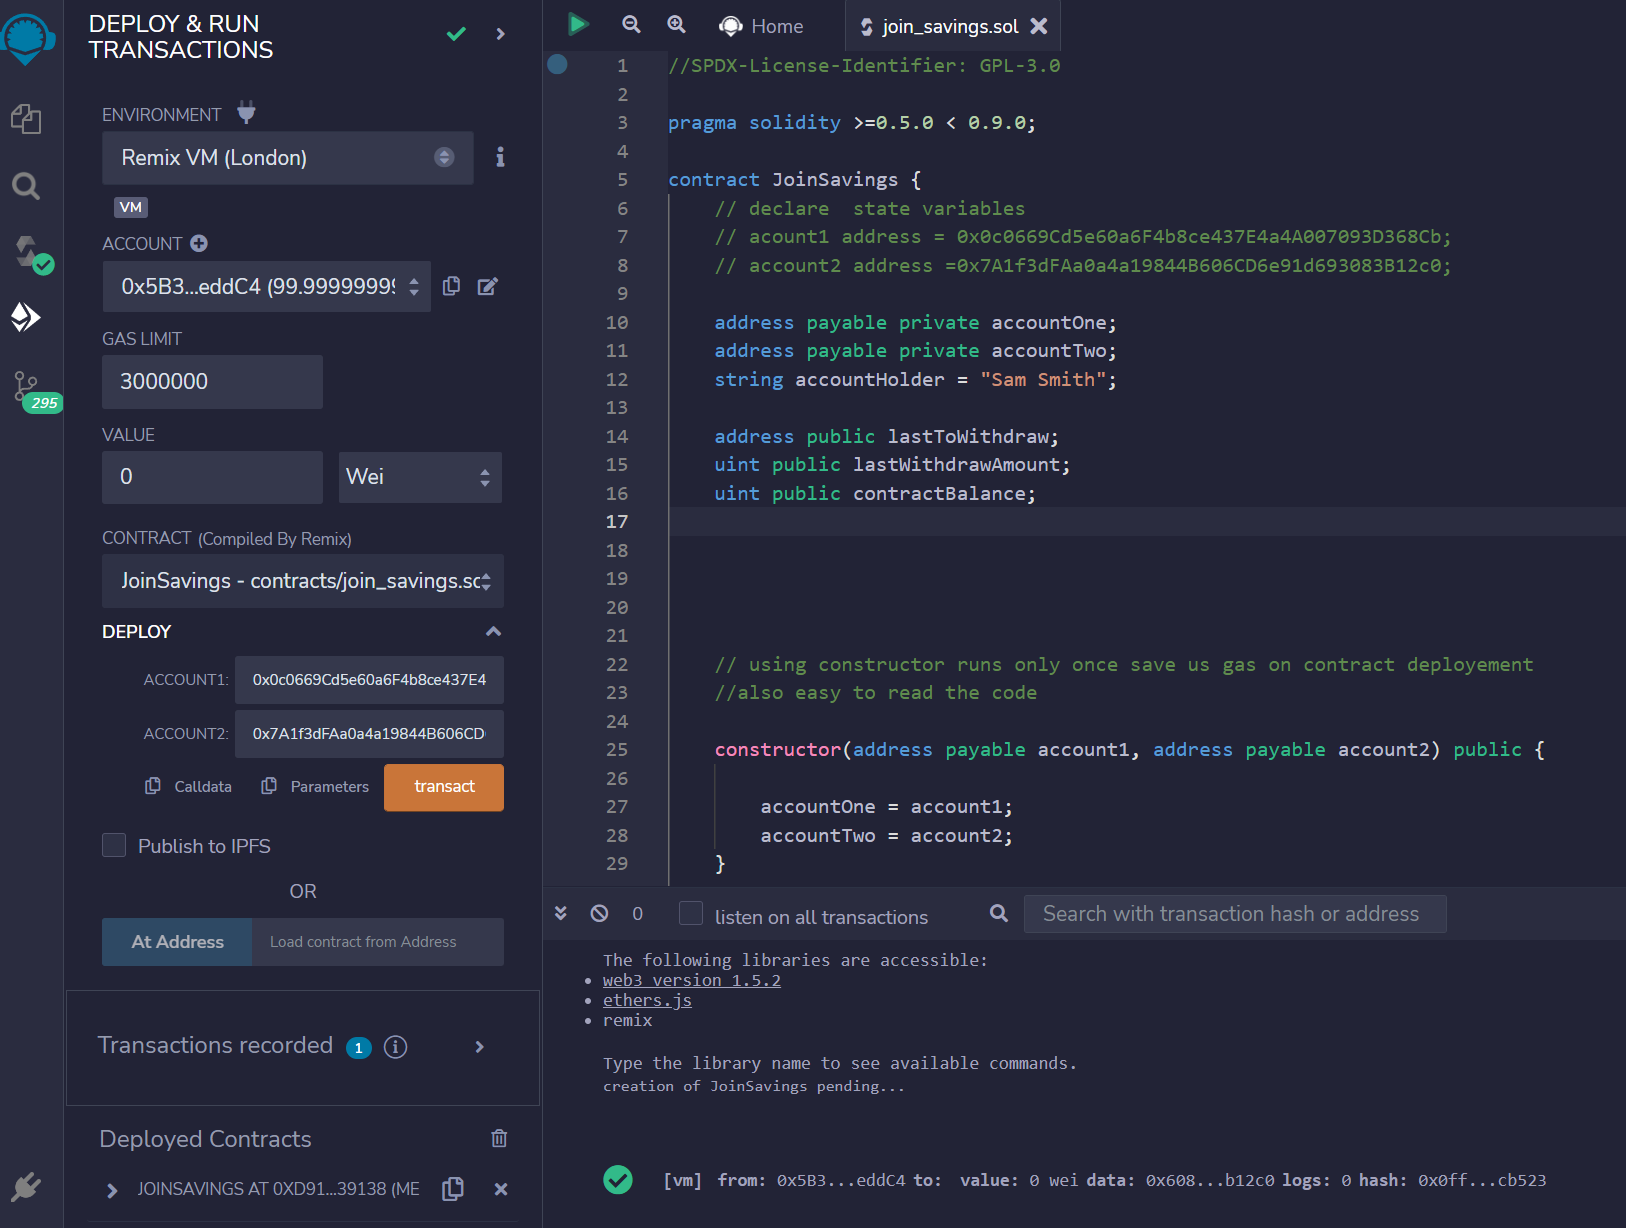 DEPLOY & RUN
TRANSACTIONS
ENVIRONMENT
Remix VM (London)
VM
ACCOUNT
0x5B3...eddC4 (99.99999999
GAS LIMIT
3000000
295
VALUE
0
Wei
CONTRACT (Compiled By Remix)
JoinSavings - contracts/join_savings.sc
DEPLOY
ACCOUNT1: 0x0c0669Cd5e60a6F4b8ce437E4
ACCOUNT2: 0x7A1f3dFAa0a4a19844B606CD
Calldata Parameters transact
Publish to IPFS
OR
At Address Load contract from Address
Transactions recorded 1 i
Deployed Contracts
JOINSAVINGS AT 0XD91...39138 (ME
Home join_savings.sol
1 //SPDX-License-Identifier: GPL-3.0
2
3 pragma solidity >=0.5.0 < 0.9.0;
4
5 contract JoinSavings {
6 // declare  state variables
7 // acount1 address = 0x0c0669Cd5e60a6F4b8ce437E4a4A007093D368Cb;
8 // account2 address =0x7A1f3dFAa0a4a19844B606CD6e91d693083B12c0;
9
10 address payable private accountOne;
11 address payable private accountTwo;
12 string accountHolder = "Sam Smith";
13
14 address public lastToWithdraw;
15 uint public lastWithdrawAmount;
16 uint public contractBalance;
17
18
19
20
21
22 // using constructor runs only once save us gas on contract deployement
23 //also easy to read the code
24
25 constructor(address payable account1, address payable account2) public {
26
27 accountOne = account1;
28 accountTwo = account2;
29 }
0 listen on all transactions Search with transaction hash or address
The following libraries are accessible:
• web3 version 1.5.2
• ethers.js
• remix
Type the library name to see available commands.
creation of JoinSavings pending...
[vm] from: 0x5B3...eddC4 to: value: 0 wei data: 0x608...b12c0 logs: 0 hash: 0x0ff...cb523